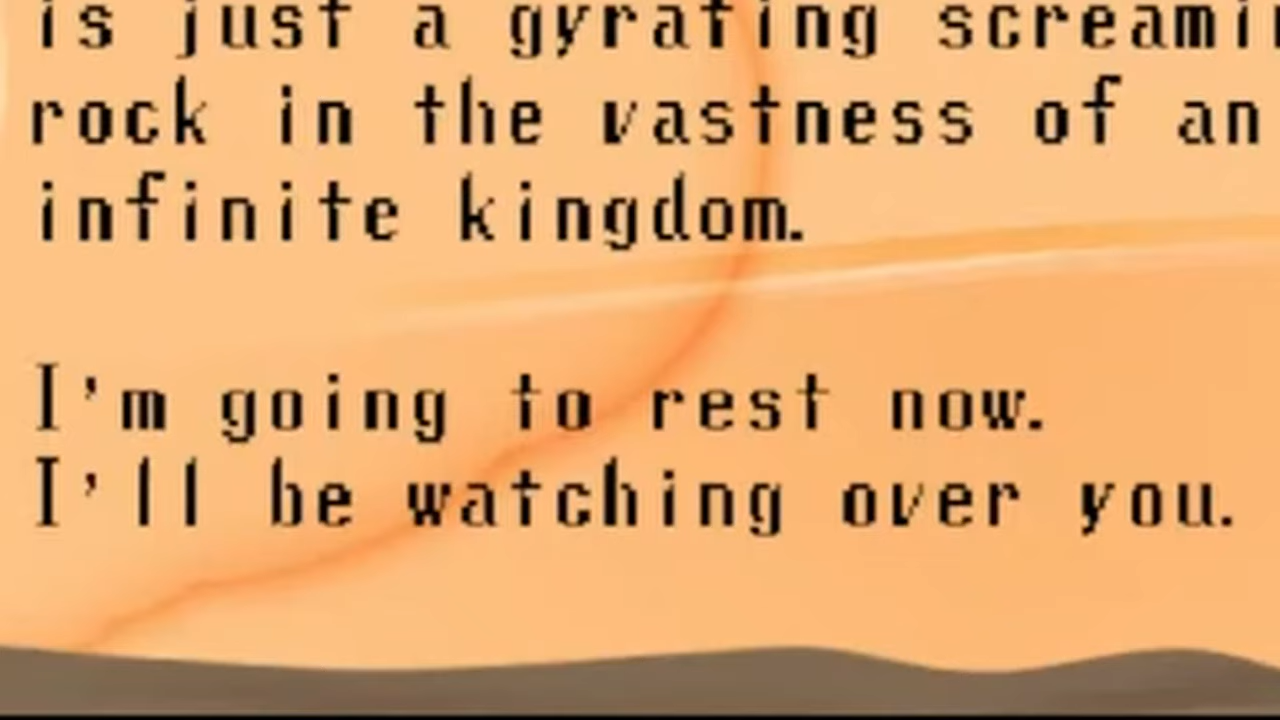 is just a gyrating screamin
rock in the vastness of an
infinite kingdom.
I'm going to rest now.
I'll be watching over you.